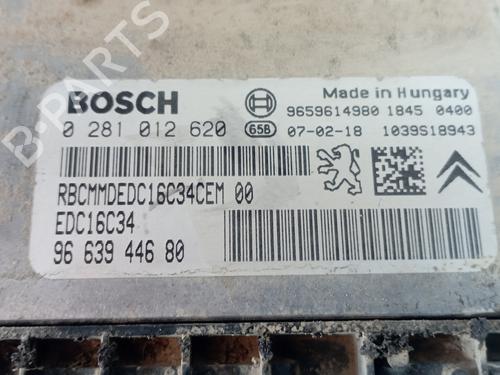 BOSCH
0 281 012 620
65B
Made in Hungary
9659614980 1845 0400
07-02-18 1039S18943
RBCMMDEDC16C34CEM 00
EDC16C34
96 639 446 80
B-PARTS